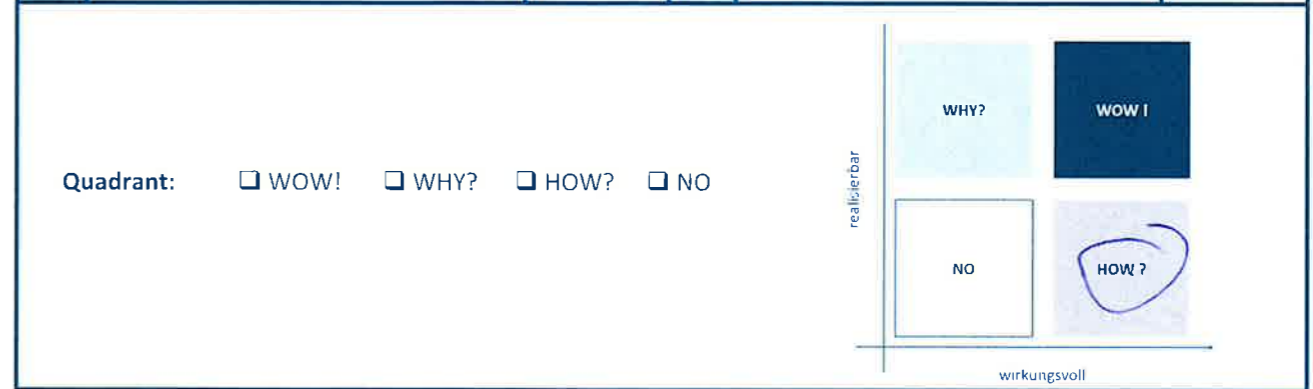 WHY?
WOW !
Quadrant: ❑ WOW! ❑ WHY? ❑ HOW? ❑ NO
realisierbar
NO
HOW ?
wirkungsvoll